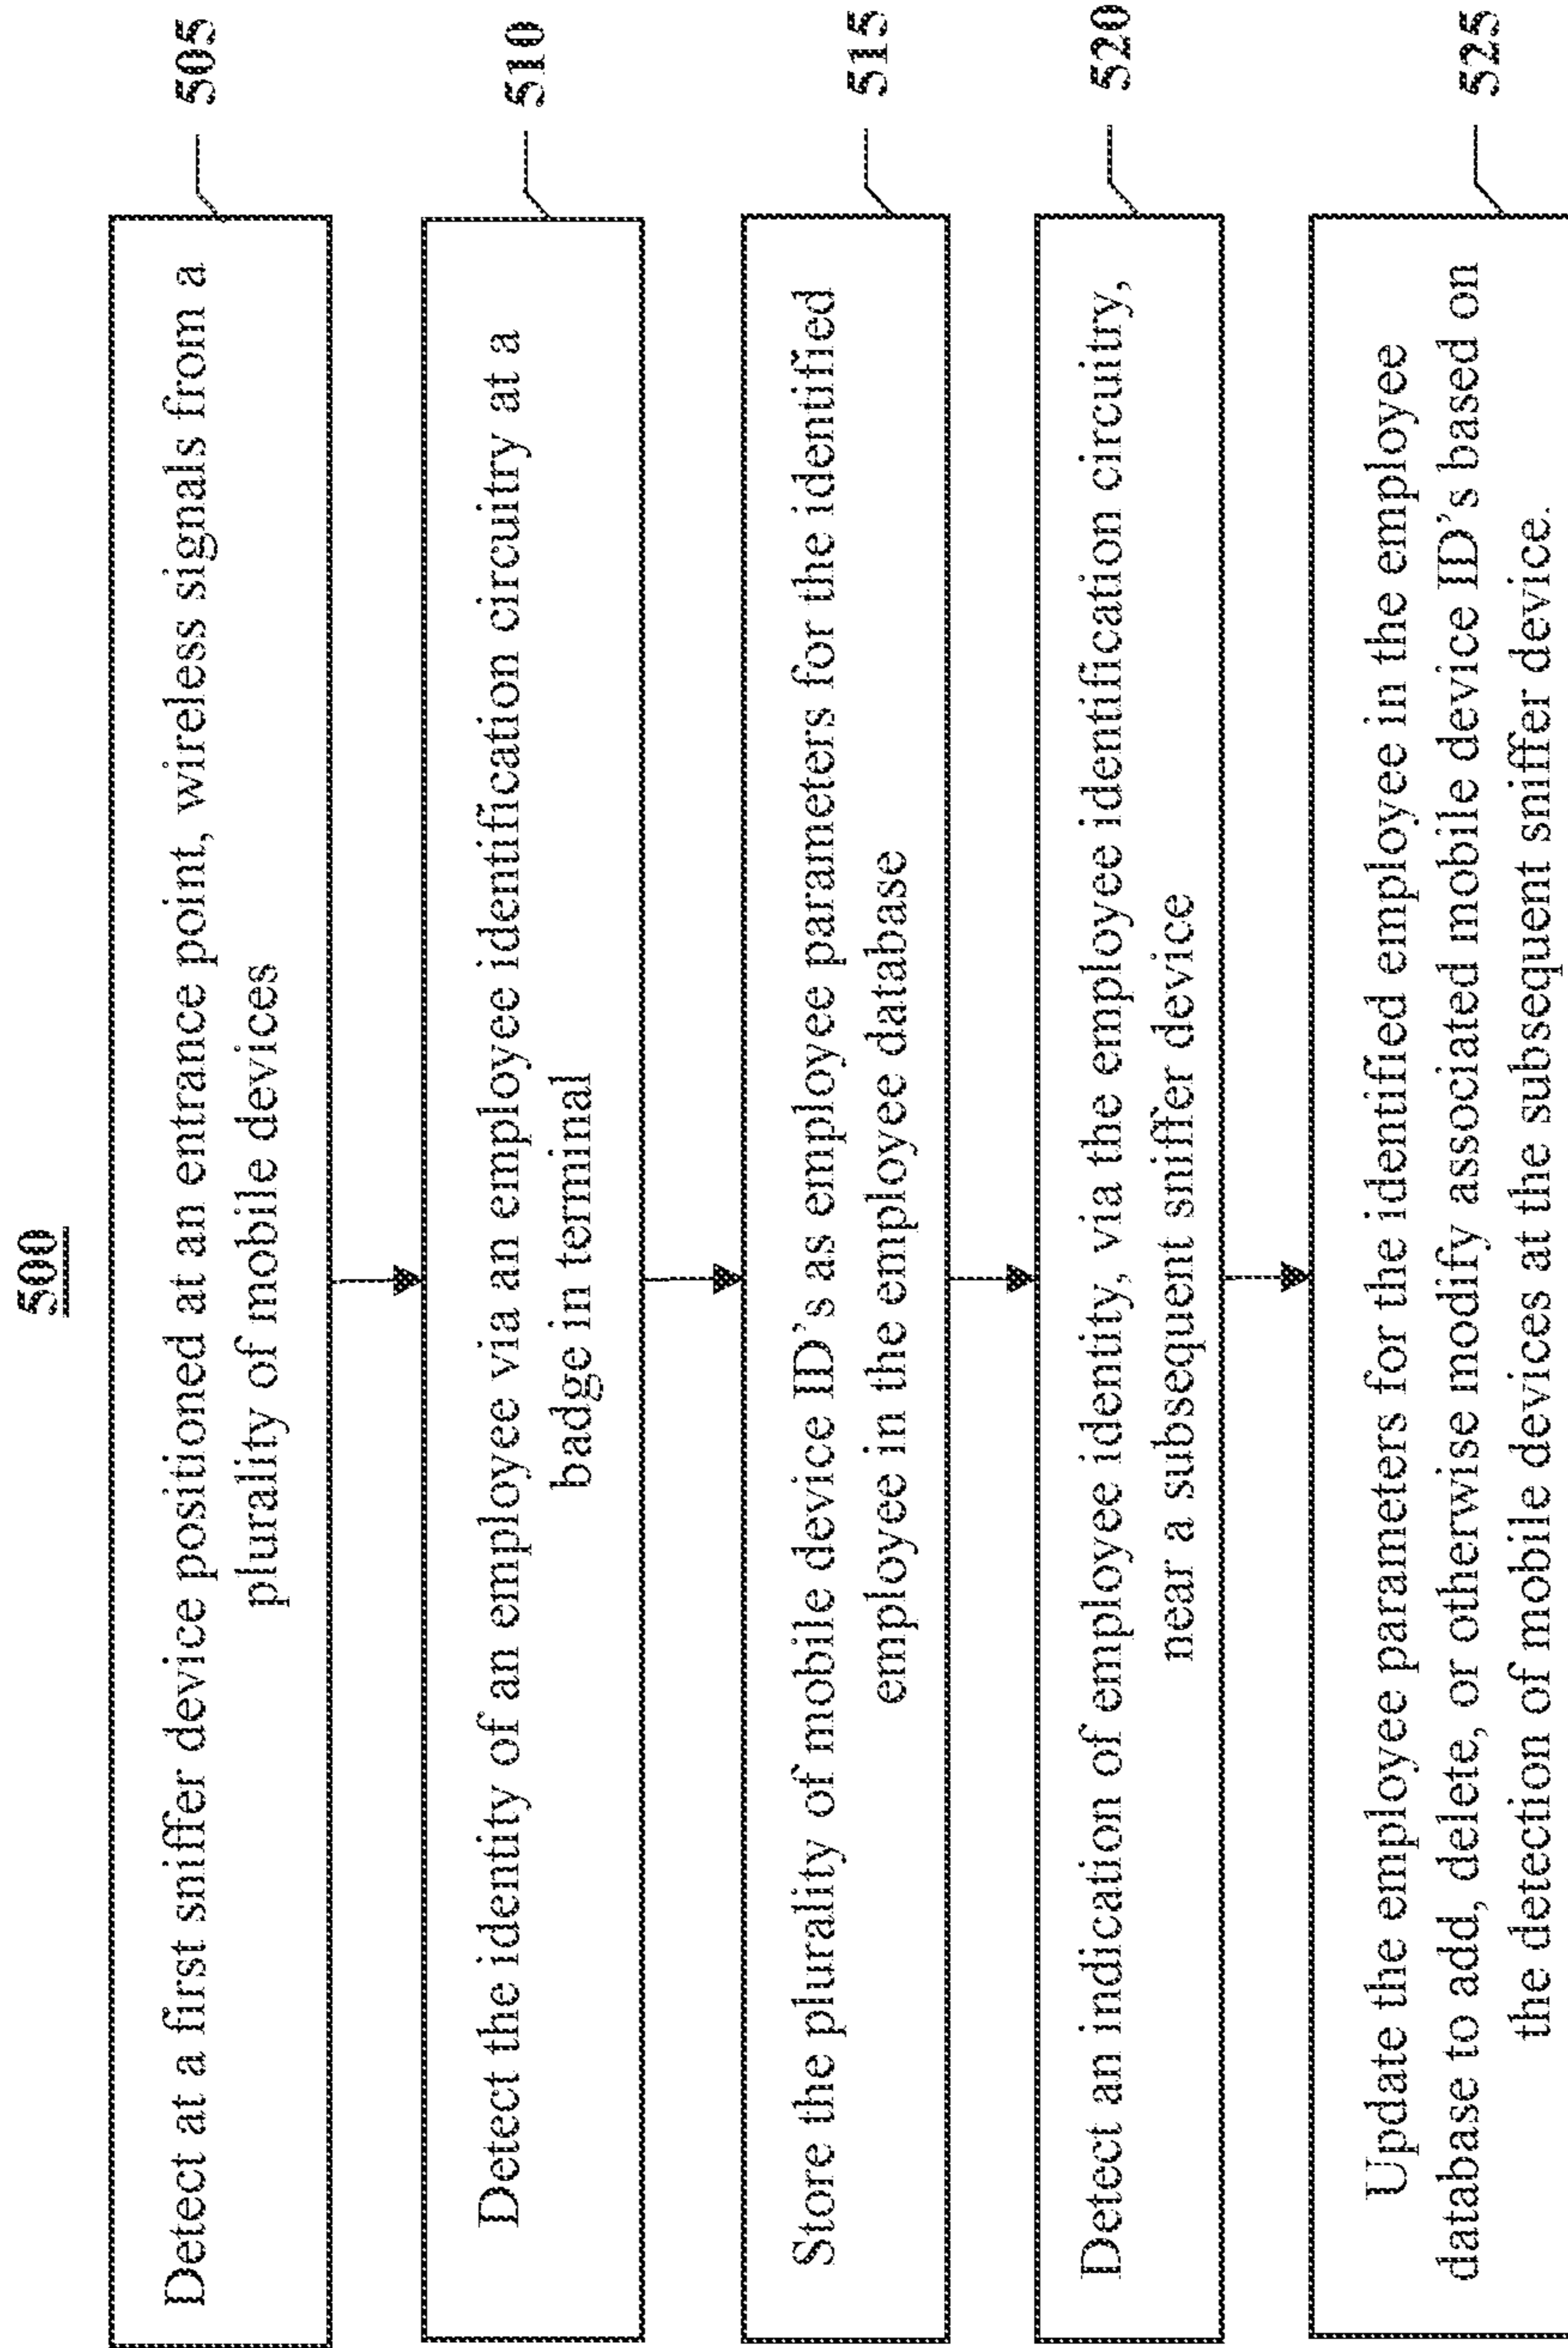 500
Detect at a first sniffer device positioned at an entrance point, wireless signals from a
plurality of mobile devices
505
Detect the identity of an employee via an employee identification circuitry at a
badge in terminal
510
Store the plurality of mobile device ID's as employee parameters for the identified
employee in the employee database
515
Detect an indication of employee identity, via the employee identification circuitry,
near a subsequent sniffer device
520
Update the employee parameters for the identified employee in the employee
database to add, delete, or otherwise modify associated mobile device ID's based on
the detection of mobile devices at the subsequent sniffer device.
525